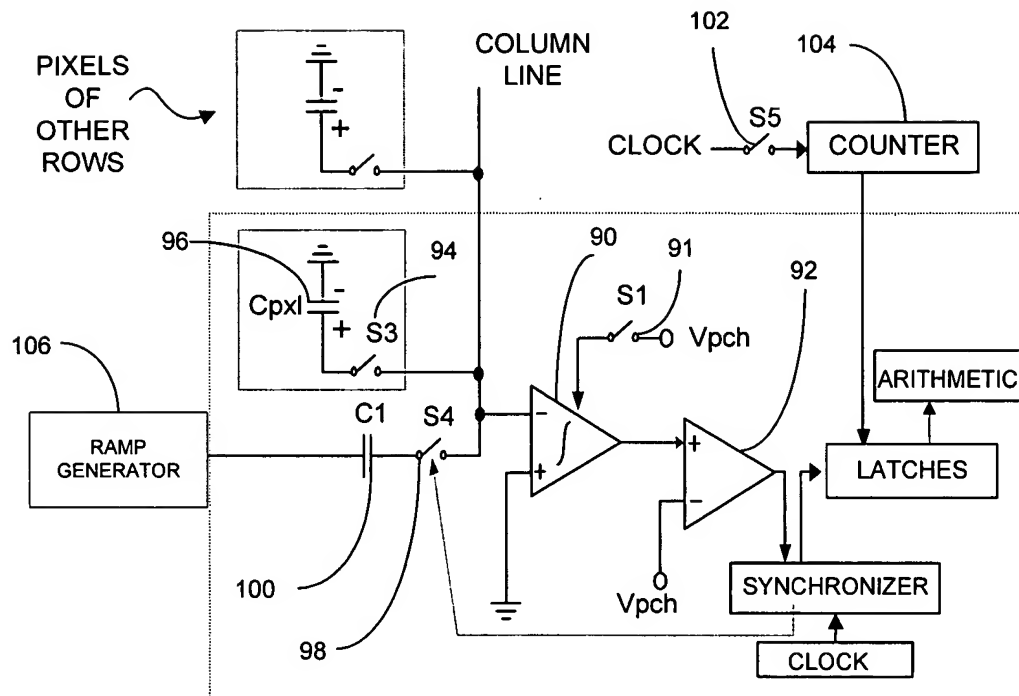 PIXELS
OF
OTHER
ROWS
-
+
COLUMN
LINE
102
104
S5
CLOCK
COUNTER
96
94
-
Cpxl
+
S3
90
91
S1
Vpch
92
106
RAMP
GENERATOR
C1
S4
-
+
+
-
Vpch
ARITHMETIC
LATCHES
SYNCHRONIZER
CLOCK
100
98